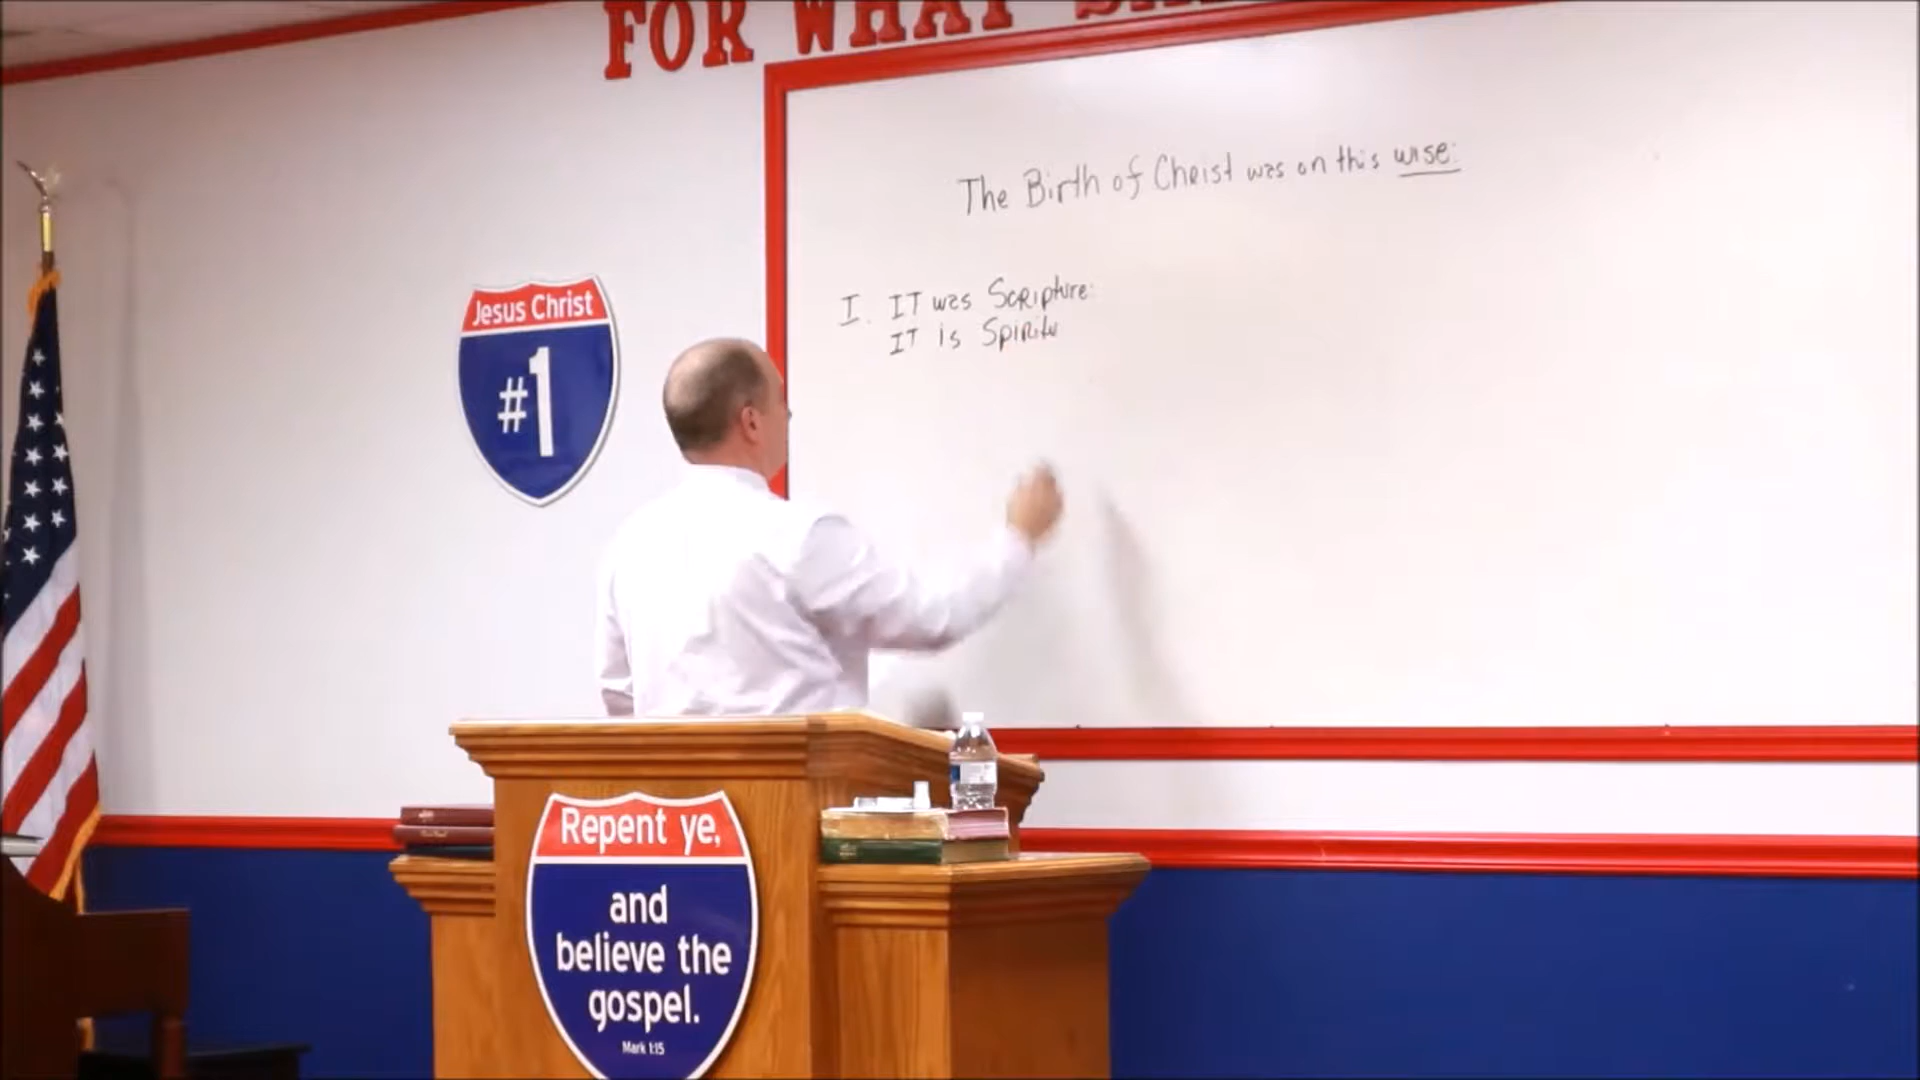 FOR WHAT
The Birth of Christ was on this wise:
I. IT was Scripture:
IT is Spiritu
Jesus Christ
#1
Repent ye,
and
believe the
gospel.
Mark 1:15